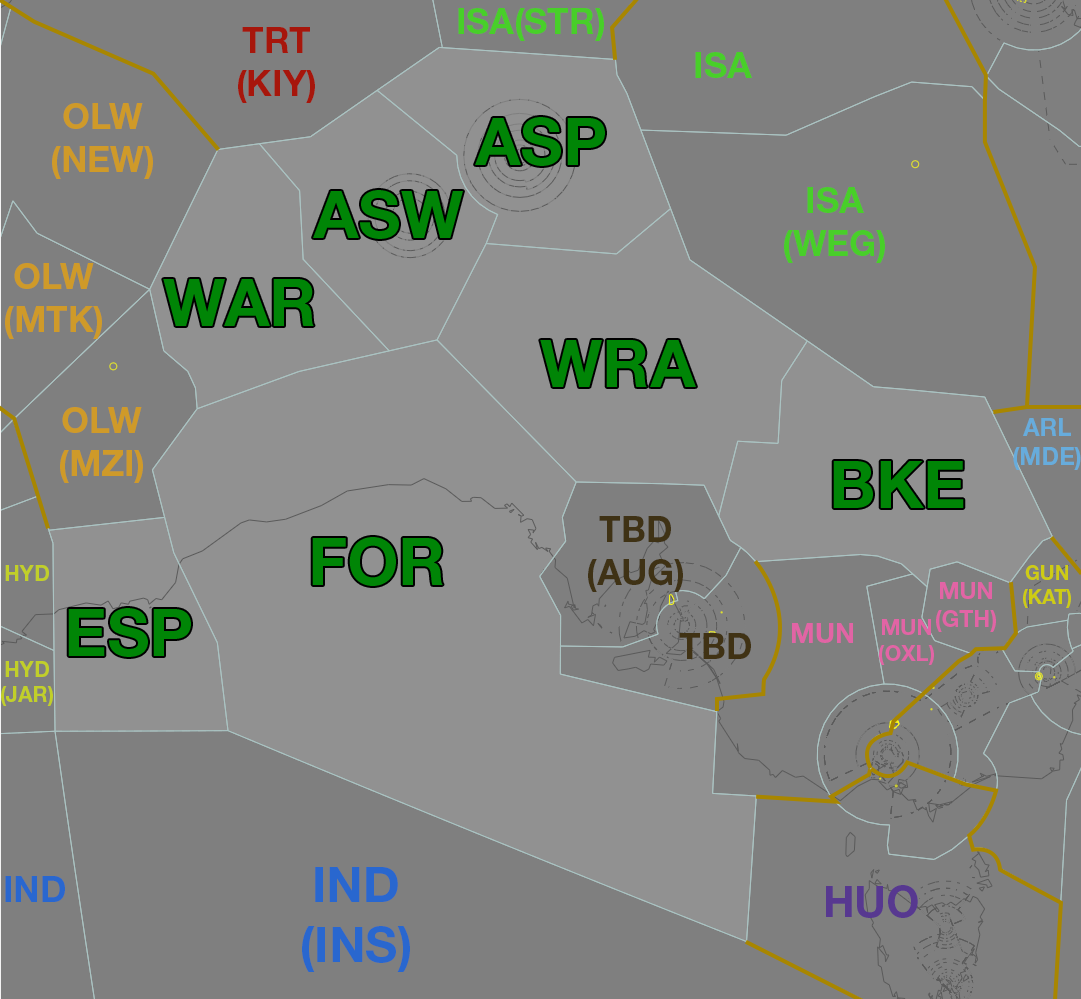 ISA(STR)
TRT
(KIY)
ISA
OLW
(NEW)
ASP
ASW
ISA
(WEG)
OLW
(MTK)
WAR
WRA
OLW
(MZI)
ARL
(MDE)
BKE
TBD
(AUG)
FOR
HYD
GUN
(KAT)
MUN
(GTH)
ESP
TBD
MUN
MUN
(OXL)
HYD
(JAR)
IND
IND
(INS)
HUO